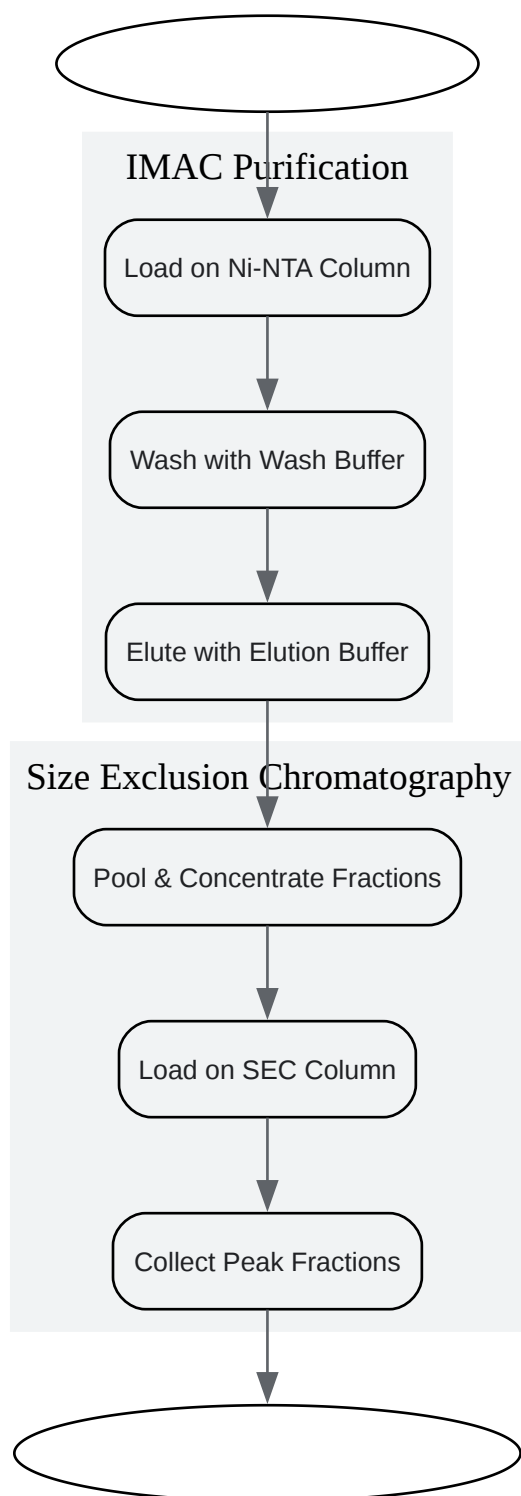 IMAC Purification
Load on Ni-NTA Column
Wash with Wash Buffer
Elute with Elution Buffer
Size Exclusion Chromatography
Pool & Concentrate Fractions
Load on SEC Column
Collect Peak Fractions